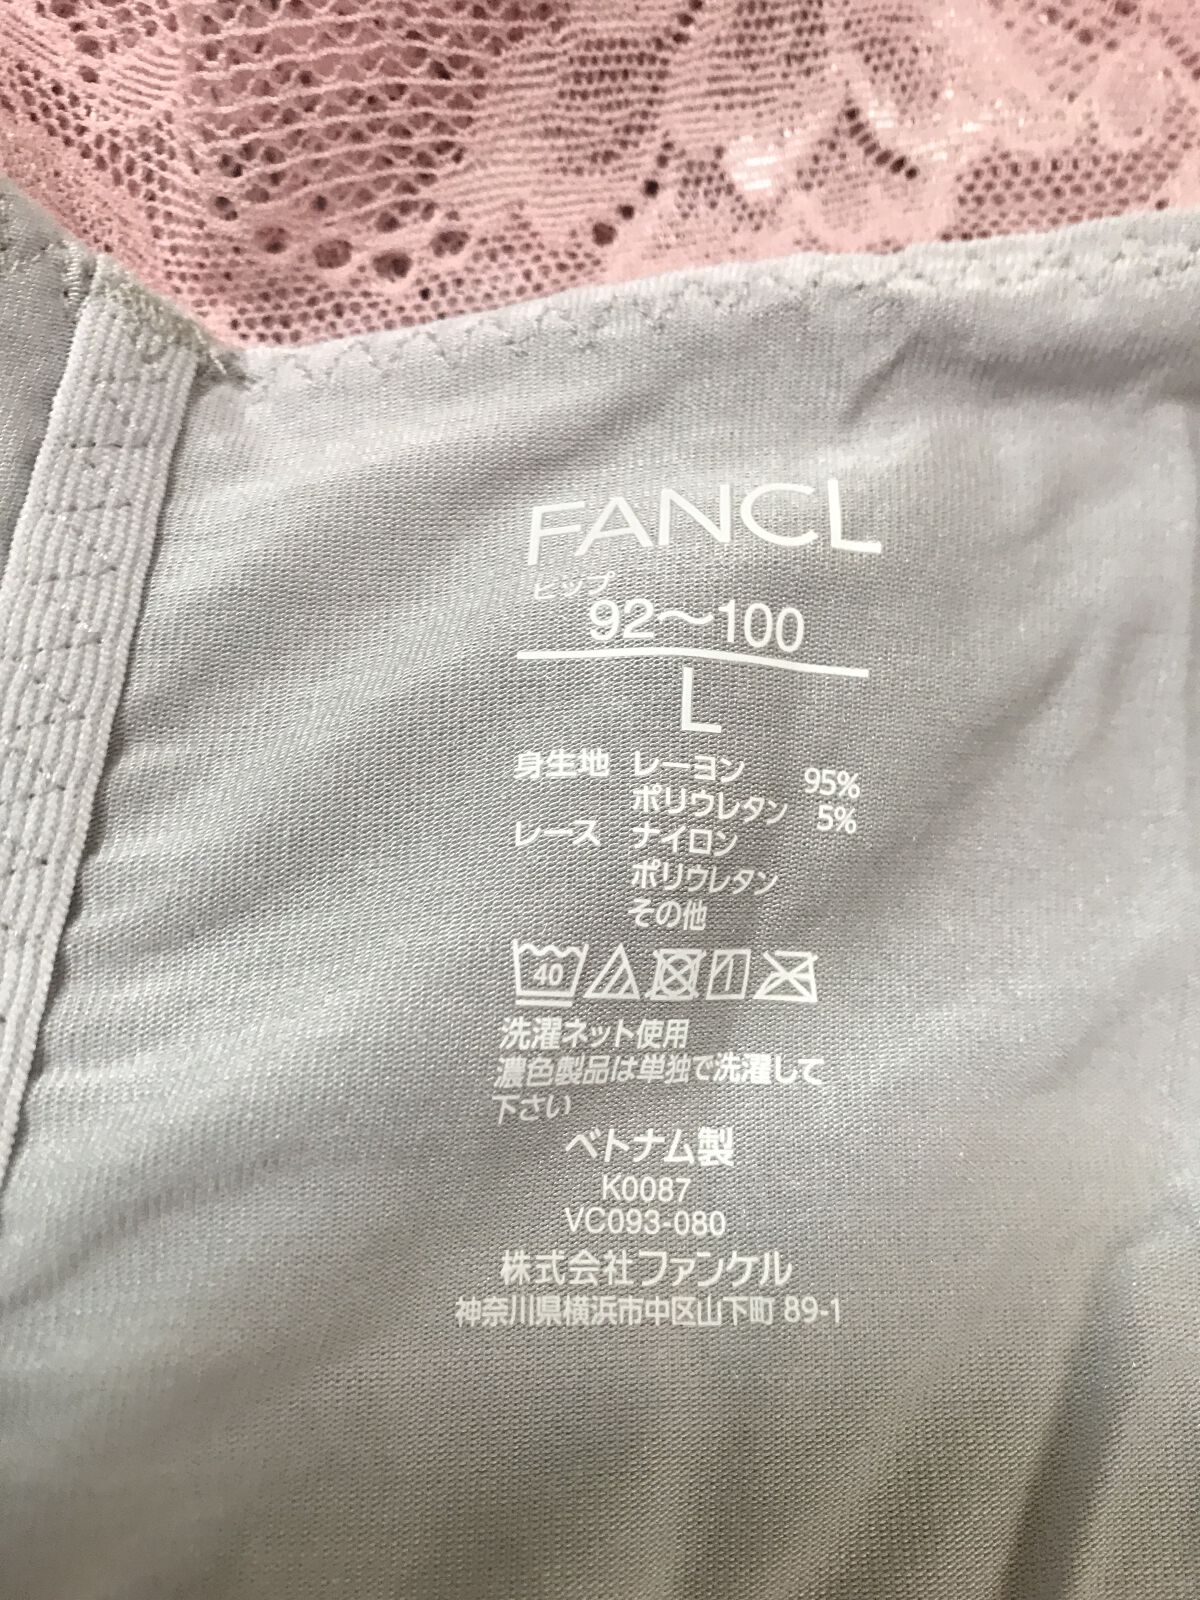 FANCL
ヒップ
92～100
L
身生地 レーヨン 95%
ポリウレタン 5%
レース ナイロン
ポリウレタン
その他
40
洗濯ネット使用
濃色製品は単独で洗濯して
下さい
ベトナム製
K0087
VC093-080
株式会社ファンケル
神奈川県横浜市中区山下町 89-1